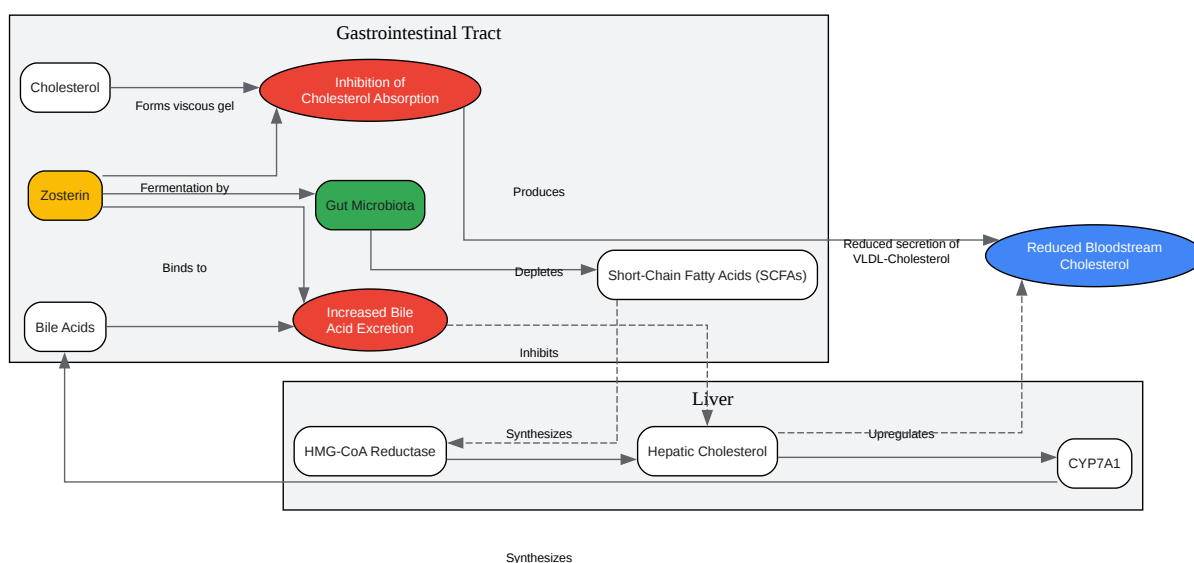 Gastrointestinal Tract
Cholesterol
Inhibition of
Cholesterol Absorption
Forms viscous gel
Zosterin
Fermentation by
Gut Microbiota
Produces
Binds to
Depletes
Short-Chain Fatty Acids (SCFAs)
Reduced secretion of
VLDL-Cholesterol
Reduced Bloodstream
Cholesterol
Bile Acids
Increased Bile
Acid Excretion
Inhibits
Liver
HMG-CoA Reductase
Synthesizes
Hepatic Cholesterol
Upregulates
CYP7A1
Synthesizes